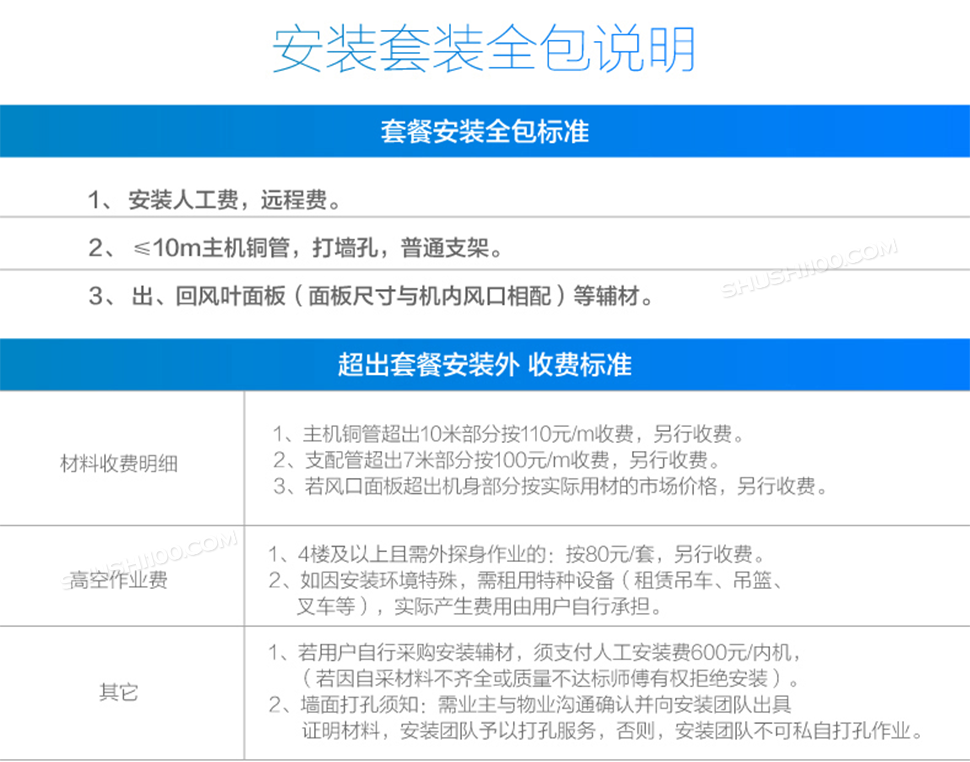 安装套装全包说明
套餐安装全包标准
1、 安装人工费，远程费。
2、 ≤10m主机铜管，打墙孔，普通支架。
3、 出、回风叶面板（面板尺寸与机内风口相配）等辅材。
SHUSHI100.COM
超出套餐安装外 收费标准
材料收费明细
1、主机铜管超出10米部分按110元/m收费，另行收费。
2、支配管超出7米部分按100元/m收费，另行收费。
3、若风口面板超出机身部分按实际用材的市场价格，另行收费。
SHUSHI100.COM
高空作业费
1、4楼及以上且需外探身作业的：按80元/套，另行收费。
2、如因安装环境特殊，需租用特种设备（租赁吊车、吊篮、
叉车等），实际产生费用由用户自行承担。
其它
1、若用户自行采购安装辅材，须支付人工安装费600元/内机，
（若因自采材料不齐全或质量不达标师傅有权拒绝安装）。
2、墙面打孔须知：需业主与物业沟通确认并向安装团队出具
证明材料，安装团队予以打孔服务，否则，安装团队不可私自打孔作业。